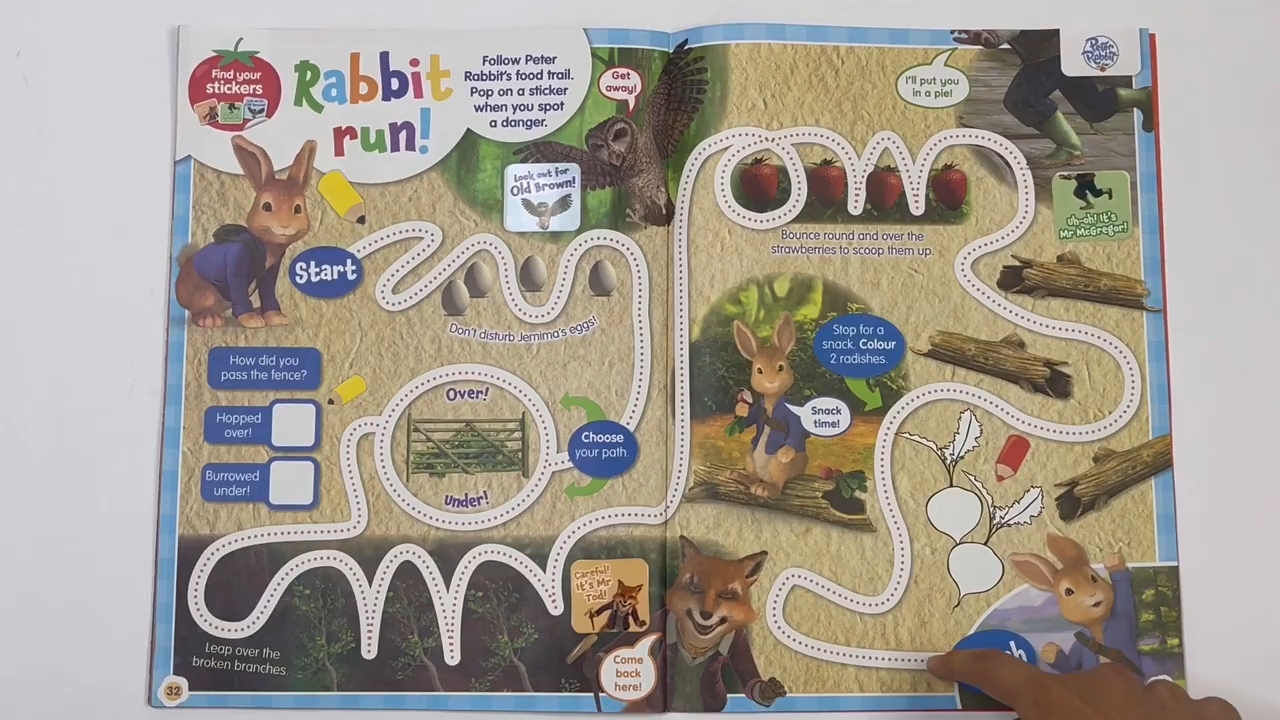 Find your
stickers
Rabbit
run!
Follow Peter
Rabbit's food trail.
Pop on a sticker
when you spot
a danger.
Get
away!
Look out for
Old Brown!
Start
Don't disturb Jemima's eggs!
How did you
pass the fence?
Hopped
over!
Burrowed
under!
Over!
under!
Choose
your path.
Leap over the
broken branches.
Careful!
It's Mr
Tod!
Come
back
here!
32
I'll put you
in a pie!
Peter
Rabbit
uh-oh! It's
Mr McGregor!
Bounce round and over the
strawberries to scoop them up.
Stop for a
snack. Colour
2 radishes.
Snack
time!